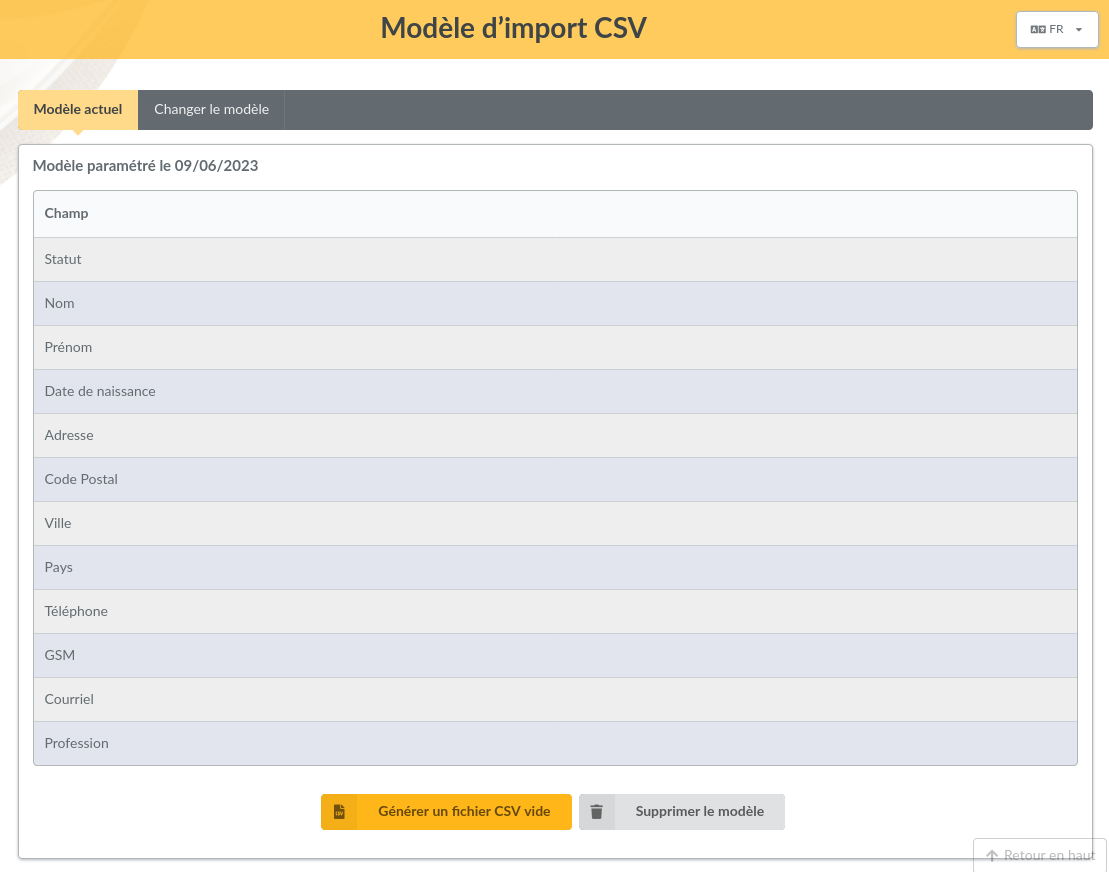 Modèle d’import CSV
FR
Modèle actuel
Changer le modèle
Modèle paramétré le 09/06/2023
Champ
Statut
Nom
Prénom
Date de naissance
Adresse
Code Postal
Ville
Pays
Téléphone
GSM
Courriel
Profession
Générer un fichier CSV vide
Supprimer le modèle
Retour en haut